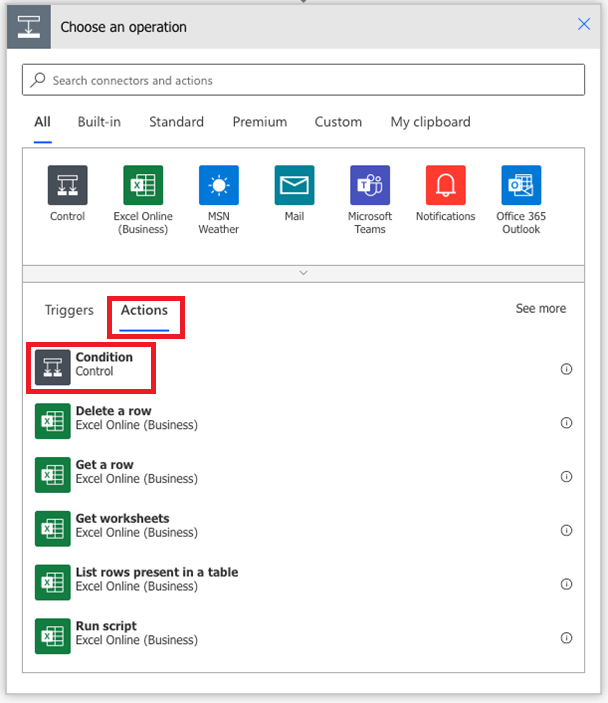 Choose an operation
Search connectors and actions
All Built-in Standard Premium Custom My clipboard
Control Excel Online (Business) MSN Weather Mail Microsoft Teams Notifications Office 365 Outlook
Triggers Actions See more
Condition
Control
Delete a row
Excel Online (Business)
Get a row
Excel Online (Business)
Get worksheets
Excel Online (Business)
List rows present in a table
Excel Online (Business)
Run script
Excel Online (Business)